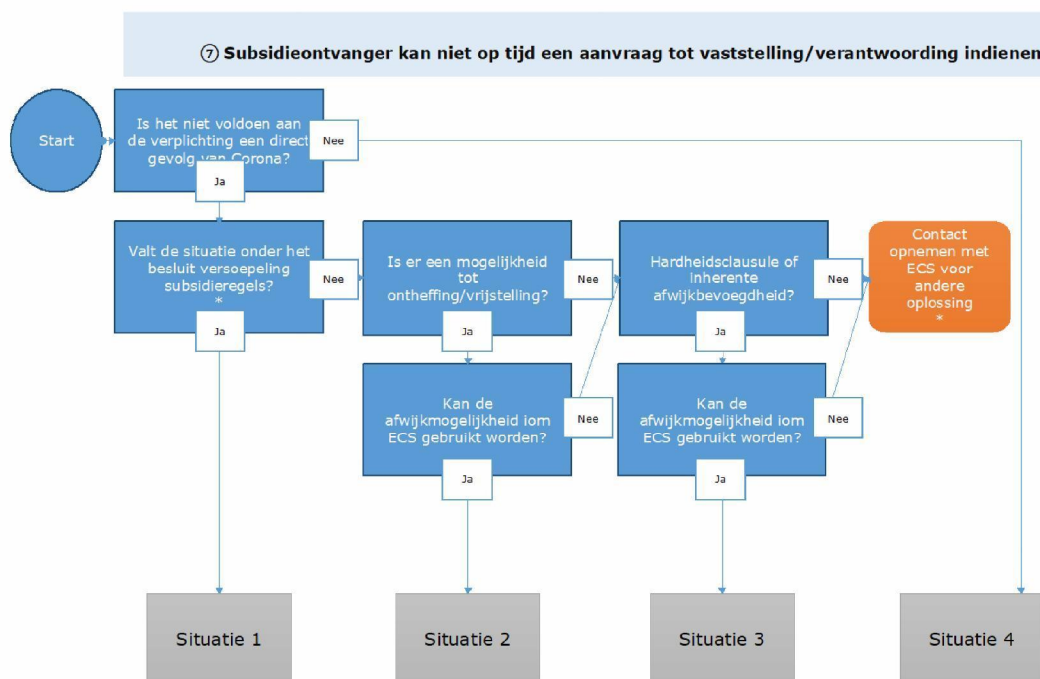 ⑦ Subsidieontvanger kan niet op tijd een aanvraag tot vaststelling/verantwoording indienen
Start
Is het niet voldoen aan
de verplichting een direct
gevolg van Corona?
Nee
Ja
Valt de situatie onder het
besluit versoepeling
subsidieregels?
*
Nee
Ja
Is er een mogelijkheid
tot
ontheffing/vrijstelling?
Nee
Ja
Hardheidsclausule of
Inherente
afwijkbevoegdheid?
Nee
Ja
Contact
opnemen met
ECS voor
andere
oplossing
*
Kan de
afwijkmogelijkheid iom
ECS gebruikt worden?
Nee
Ja
Kan de
afwijkmogelijkheid iom
ECS gebruikt worden?
Nee
Ja
Situatie 1
Situatie 2
Situatie 3
Situatie 4